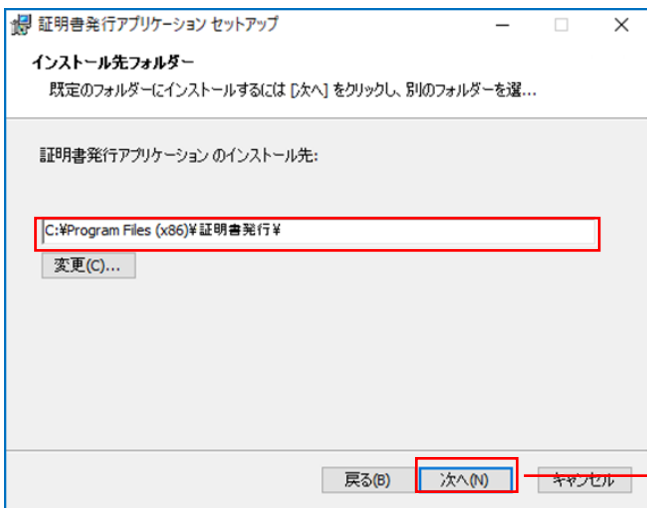 証明書発行アプリケーション セットアップ
インストール先フォルダー
既定のフォルダーにインストールするには [次へ] をクリックし、別のフォルダーを選...
証明書発行アプリケーション のインストール先:
C:¥Program Files (x86)¥証明書発行¥
変更(C)...
戻る(B) 次へ(N) キャンセル